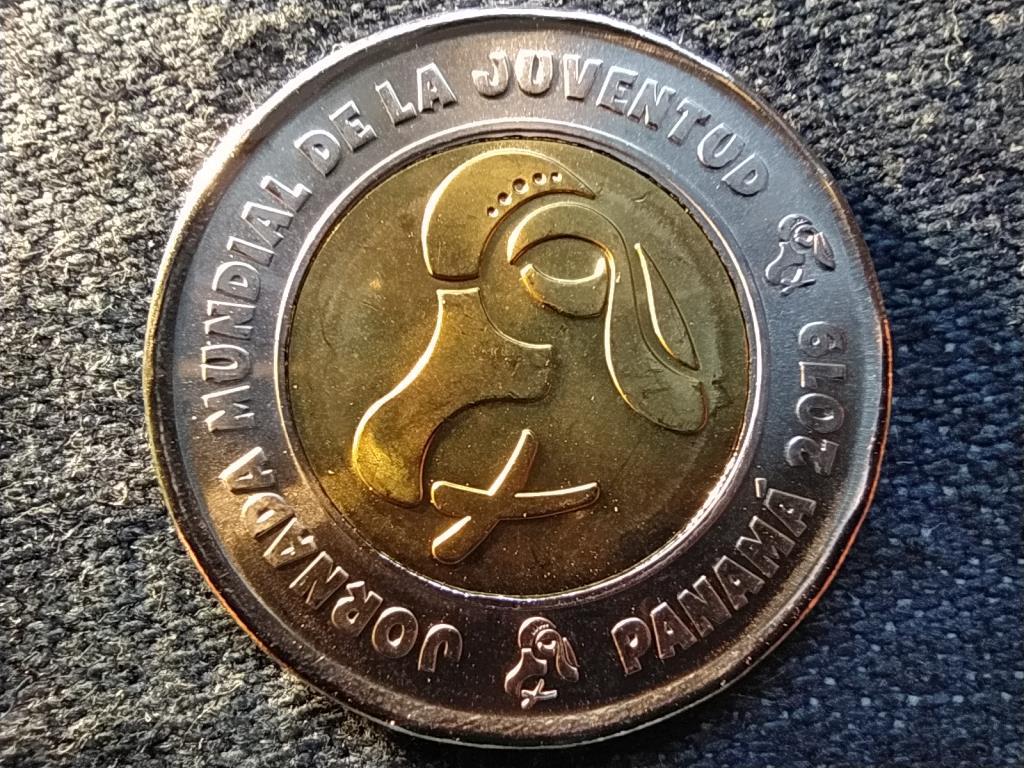 JORNADA MUNDIAL DE LA JUVENTUD
PANAMÁ 2019